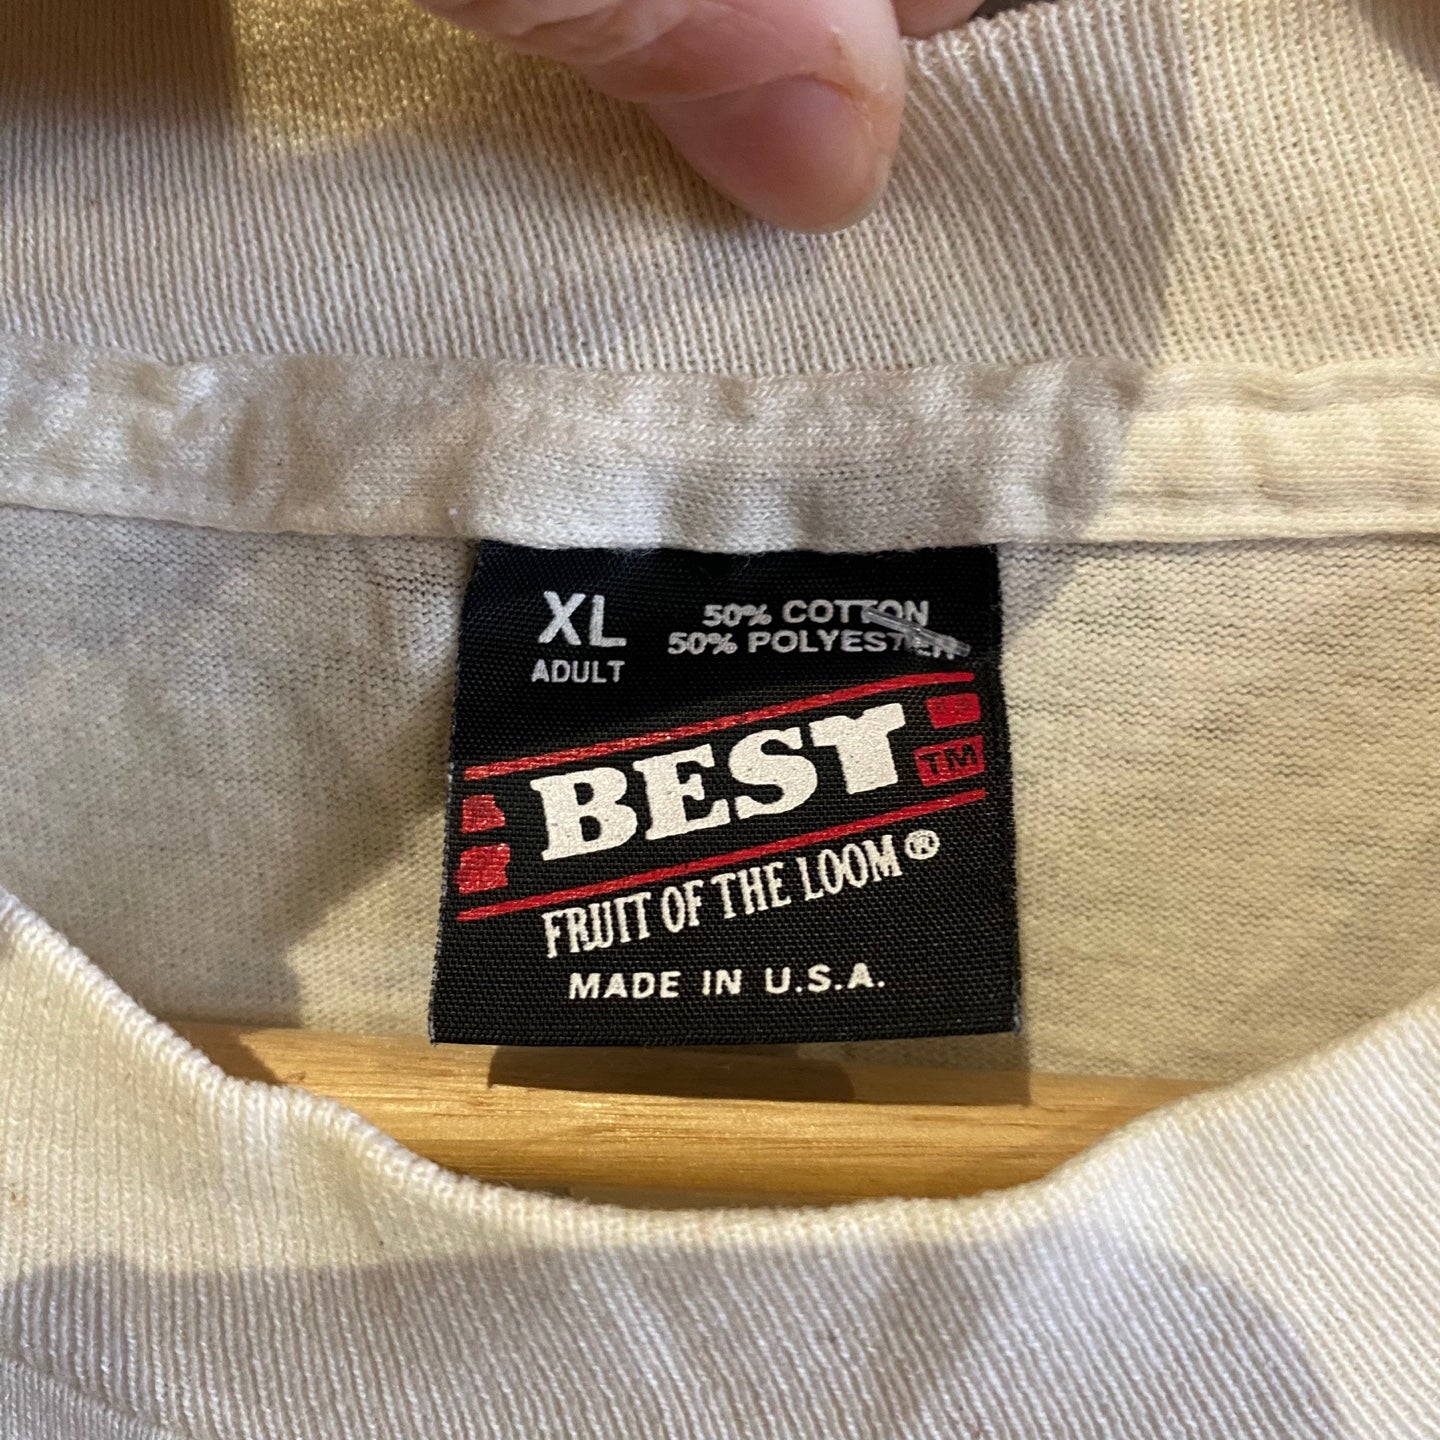 XL
ADULT
50% COTTON
50% POLYESTER
BEST
TM
FRUIT OF THE LOOM®
MADE IN U.S.A.